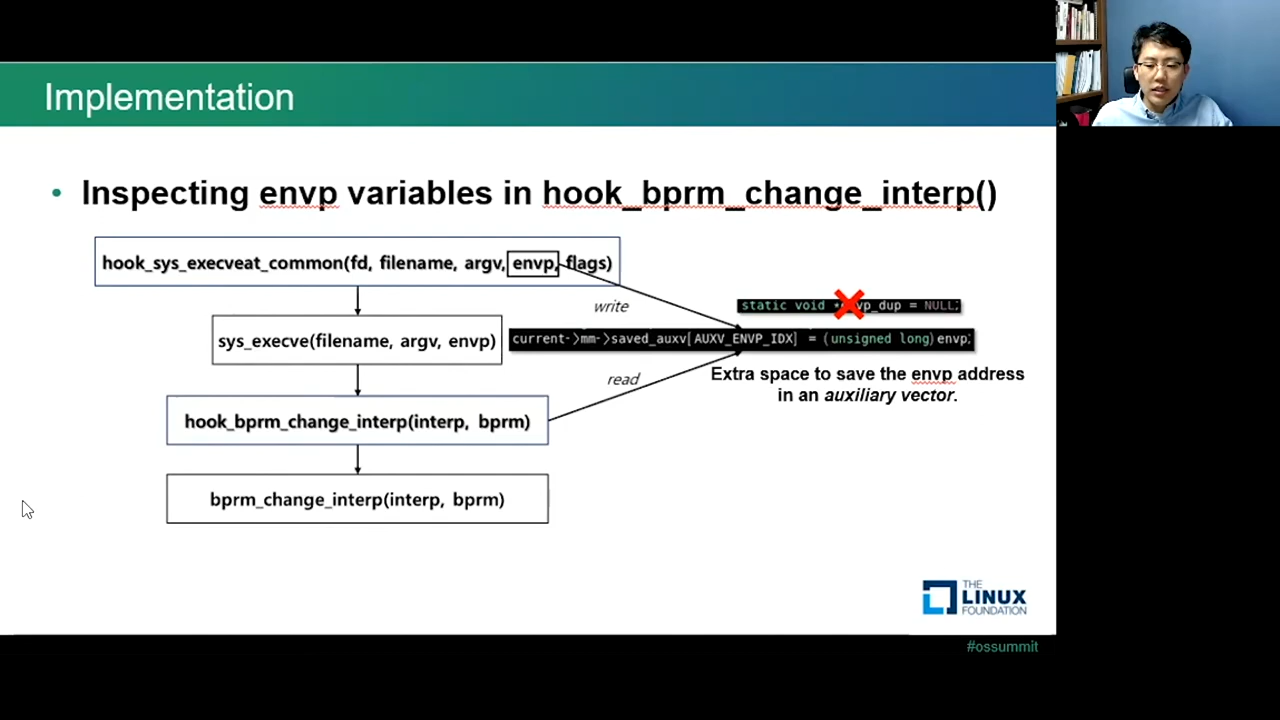 Implementation
• Inspecting envp variables in hook_bprm_change_interp()
hook_sys_execveat_common(fd, filename, argv, envp, flags)
write
static void *envp_dup = NULL;
sys_execve(filename, argv, envp)
current->mm->saved_auxv[AUXV_ENVP_IDX] = (unsigned long)envp;
read
Extra space to save the envp address
in an auxiliary vector.
hook_bprm_change_interp(interp, bprm)
bprm_change_interp(interp, bprm)
THE
LINUX
FOUNDATION
#ossummit